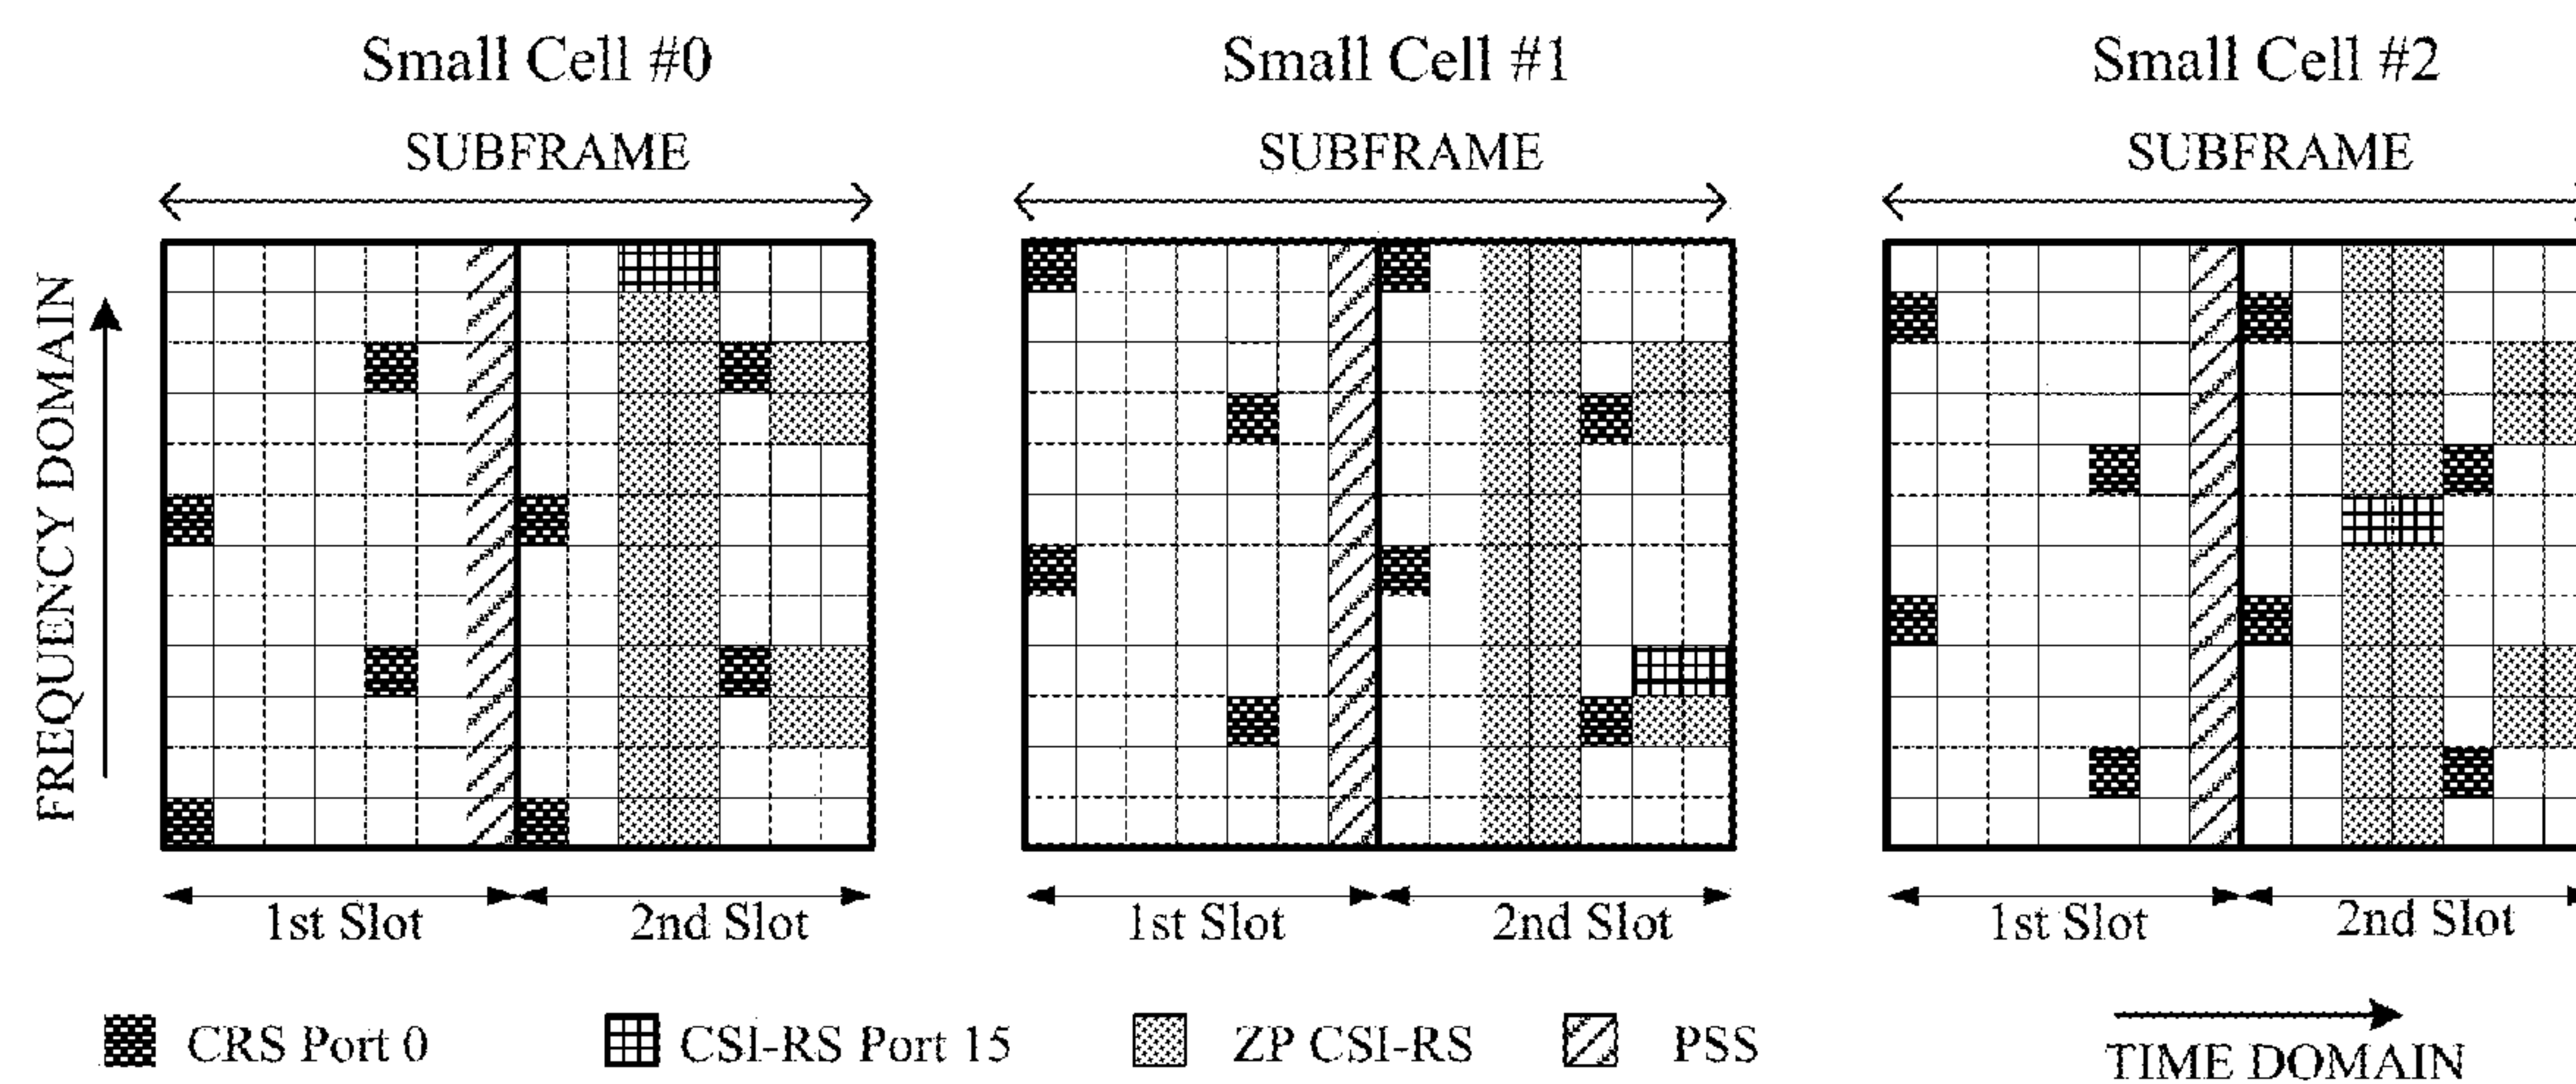 Small Cell #0
Small Cell #1
Small Cell #2
SUBFRAME
SUBFRAME
SUBFRAME
FREQUENCY DOMAIN
1st Slot
2nd Slot
1st Slot
2nd Slot
1st Slot
2nd Slot
CRS Port 0
CSI-RS Port 15
ZP CSI-RS
PSS
TIME DOMAIN